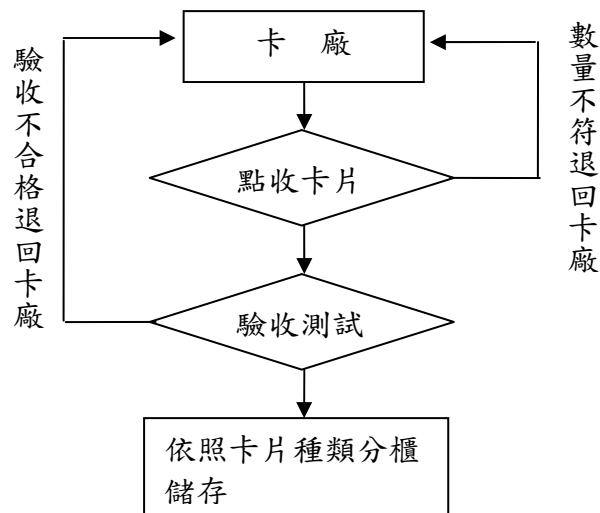 卡 廠
驗收不合格退回卡廠
數量不符退回卡廠
點收卡片
驗收測試
依照卡片種類分櫃
儲存